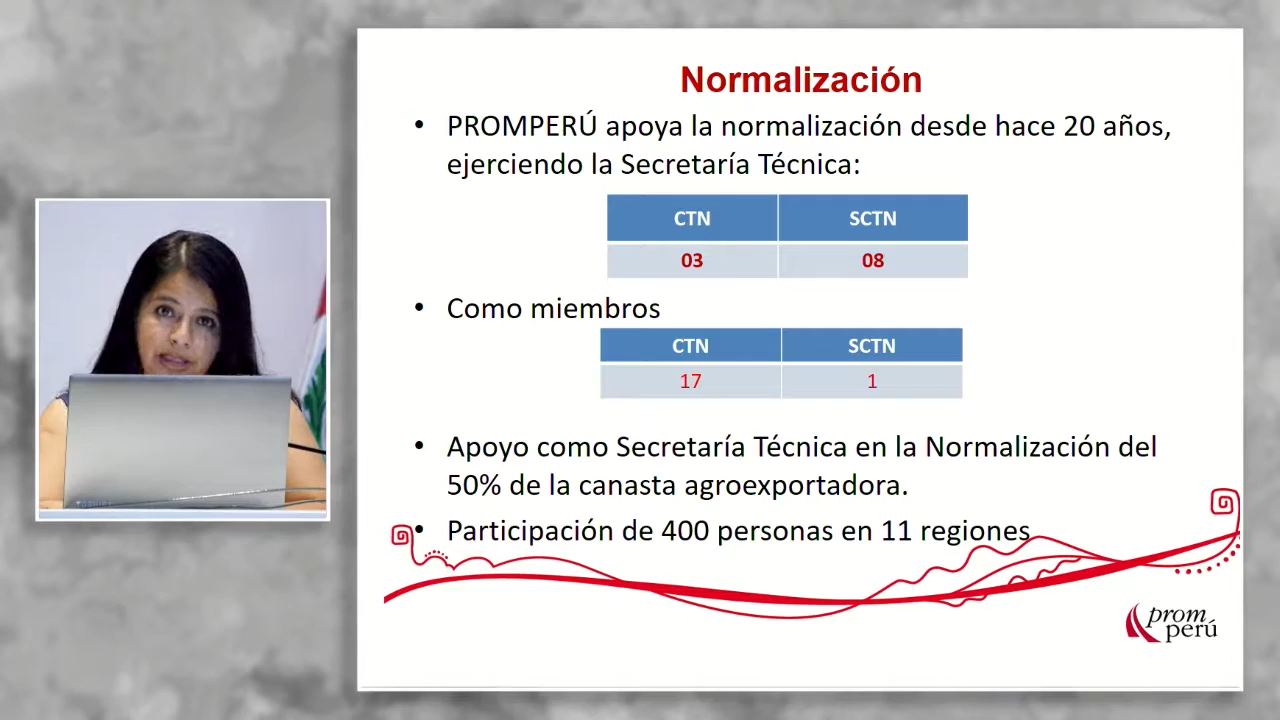 Normalización
• PROMPERÚ apoya la normalización desde hace 20 años,
ejerciendo la Secretaría Técnica:
CTN SCTN
03 08
• Como miembros
CTN SCTN
17 1
• Apoyo como Secretaría Técnica en la Normalización del
50% de la canasta agroexportadora.
• Participación de 400 personas en 11 regiones
prom
perú